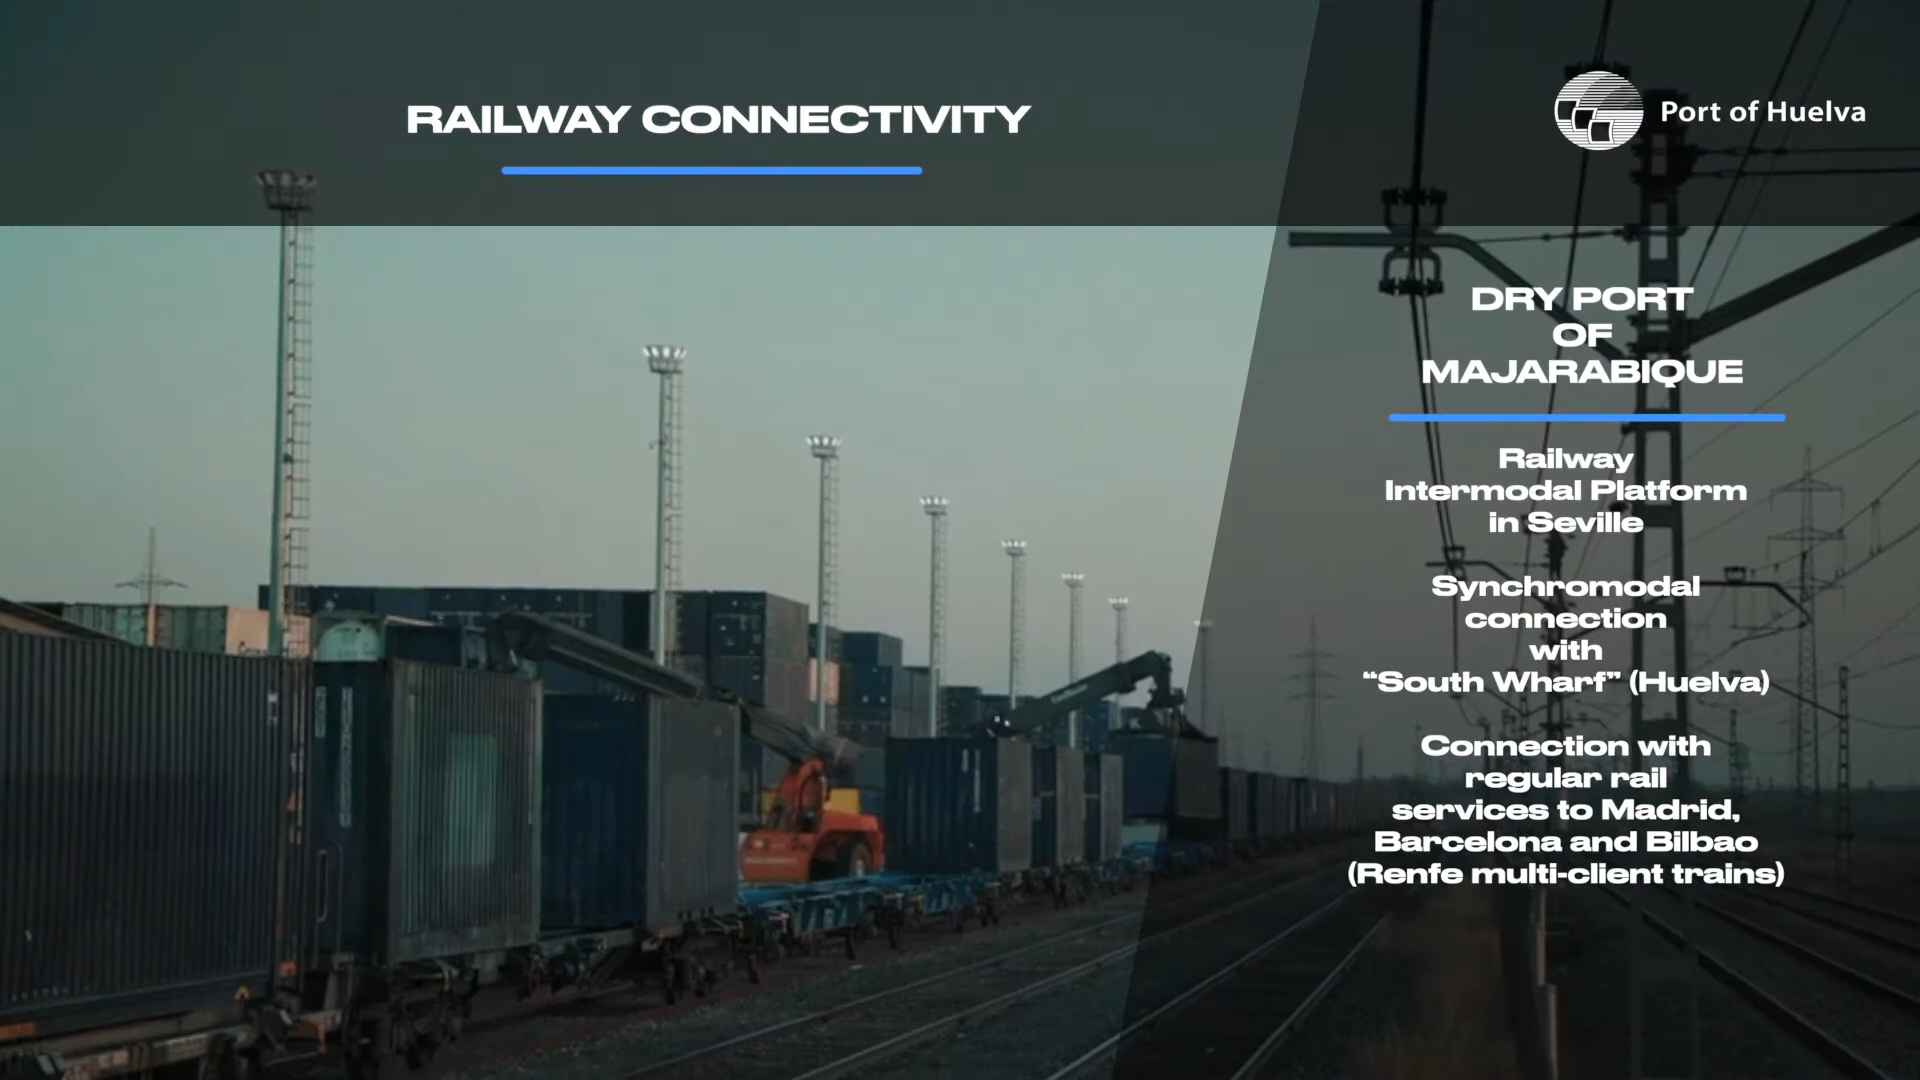 RAILWAY CONNECTIVITY
Port of Huelva
DRY PORT
OF
MAJARABIQUE
Railway
Intermodal Platform
in Seville
Synchromodal
connection
with
“South Wharf” (Huelva)
Connection with
regular rail
services to Madrid,
Barcelona and Bilbao
(Renfe multi-client trains)